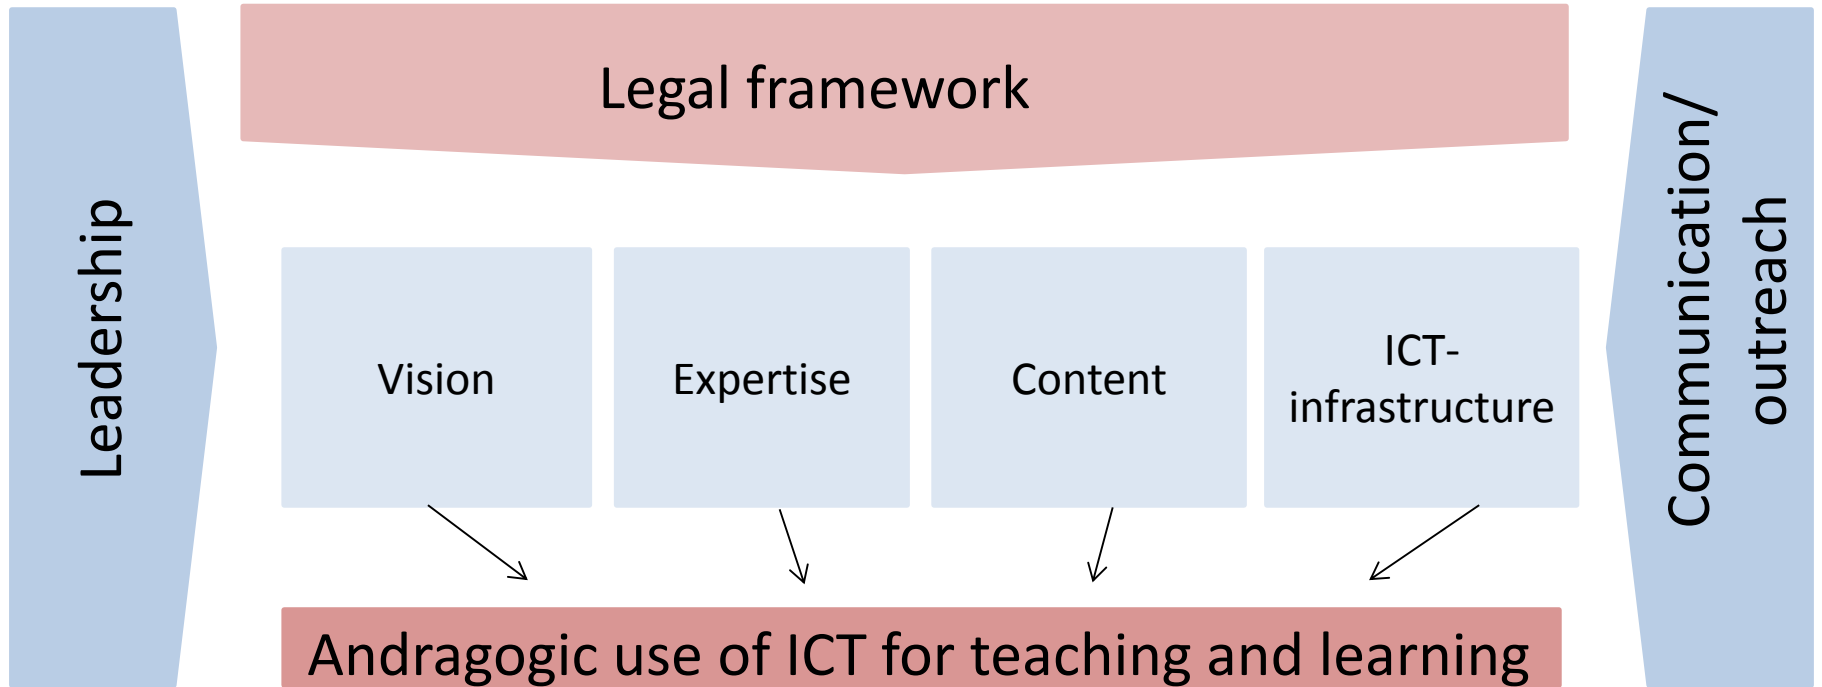 Legal framework
Leadership
Vision
Expertise
Content
ICT-
infrastructure
Communication/
outreach
Andragogic use of ICT for teaching and learning